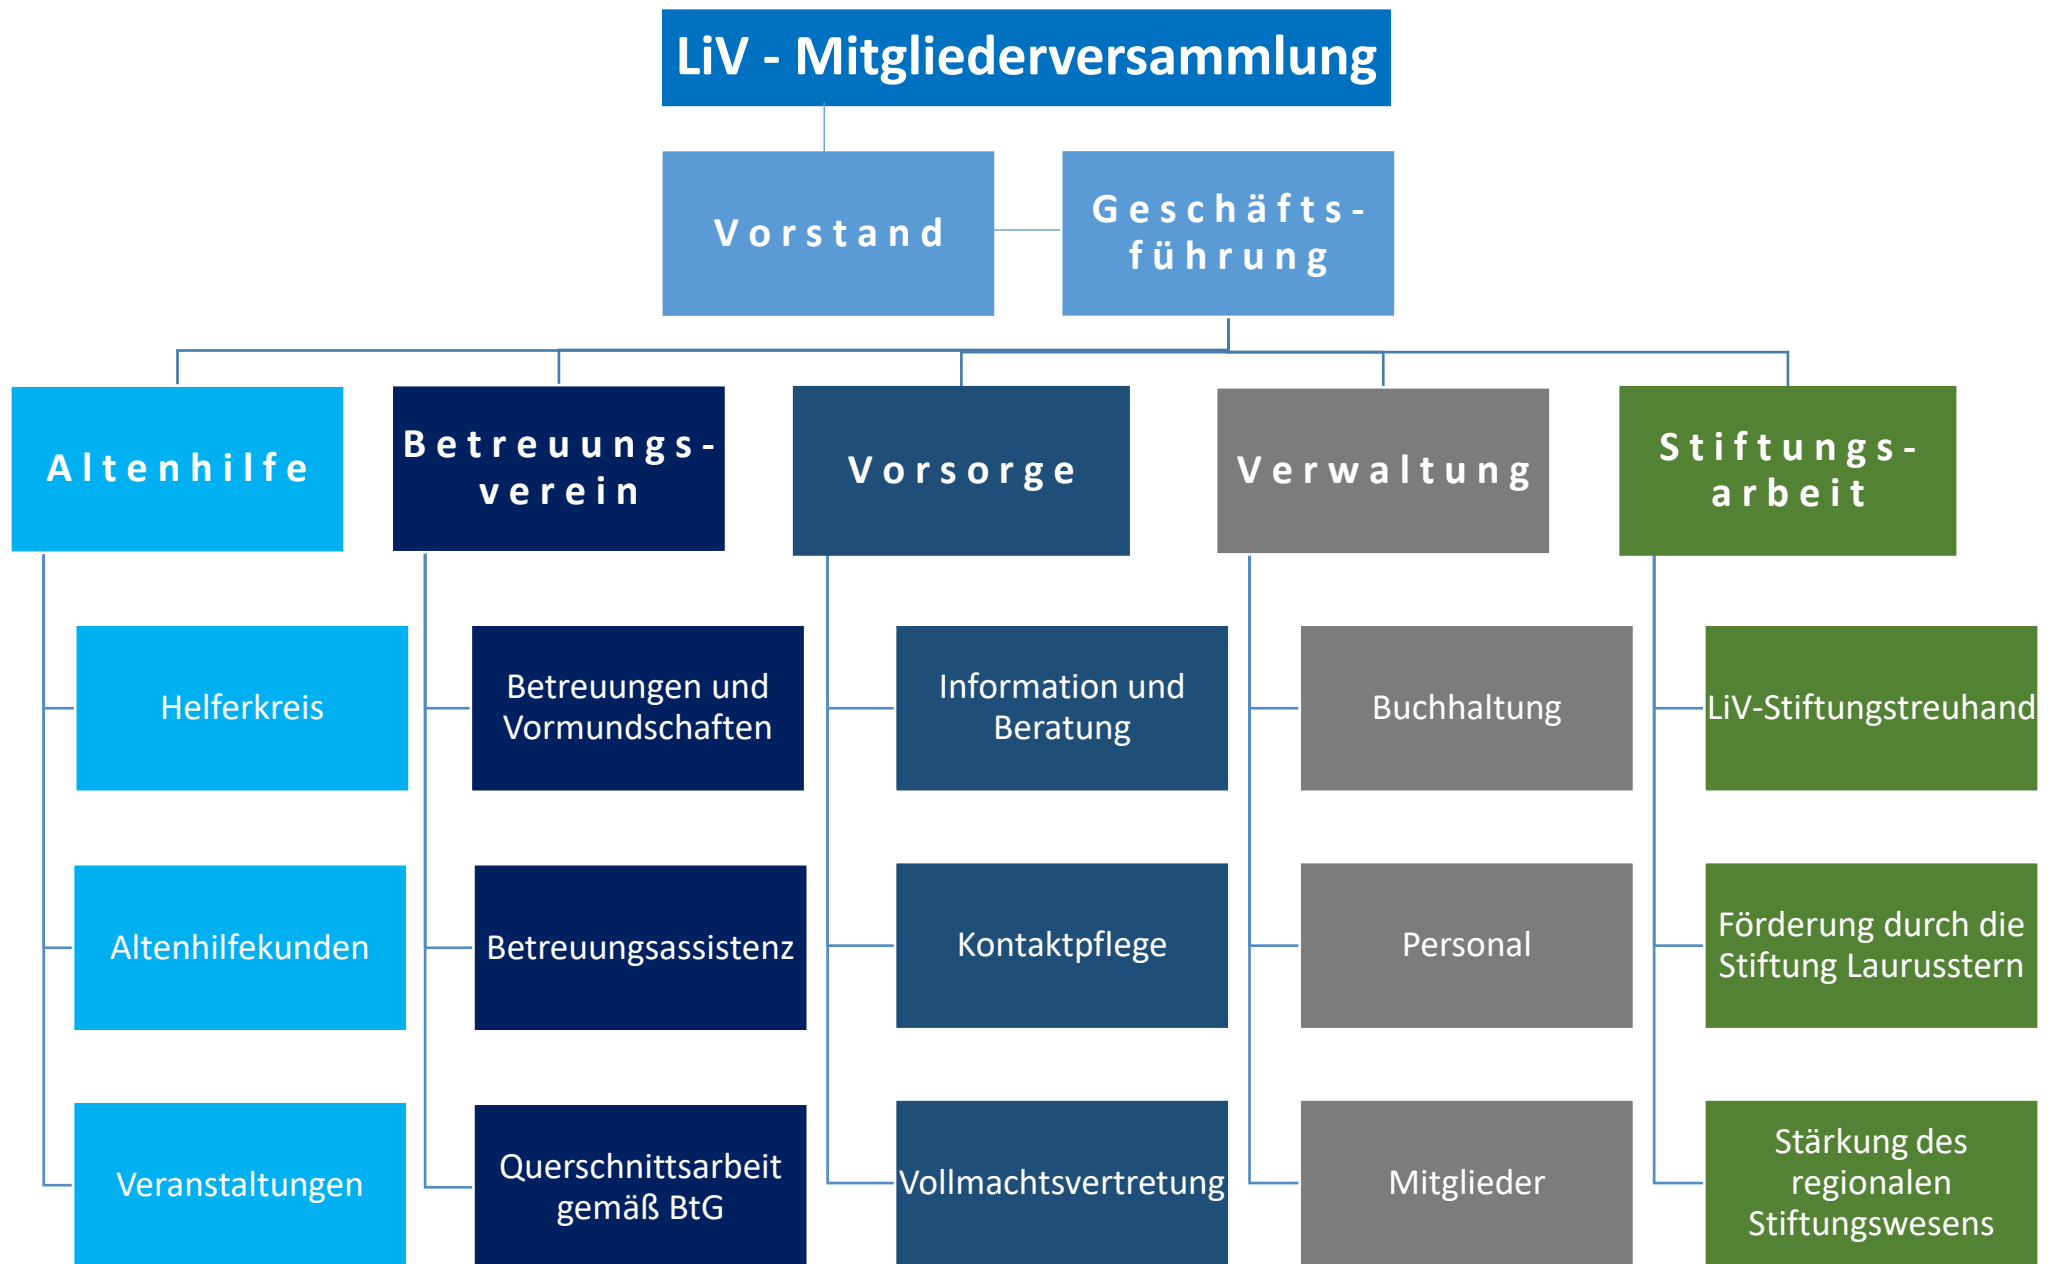 LiV - Mitgliederversammlung
Vorstand
Geschäfts-
führung
Altenhilfe
Betreuungs-
verein
Vorsorge
Verwaltung
Stiftungs-
arbeit
Helferkreis
Betreuungen und
Vormundschaften
Information und
Beratung
Buchhaltung
LiV-Stiftungstreuhand
Altenhilfekunden
Betreuungsassistenz
Kontaktpflege
Personal
Förderung durch die
Stiftung Laurusstern
Veranstaltungen
Querschnittsarbeit
gemäß BtG
Vollmachtsvertretung
Mitglieder
Stärkung des
regionalen
Stiftungswesens